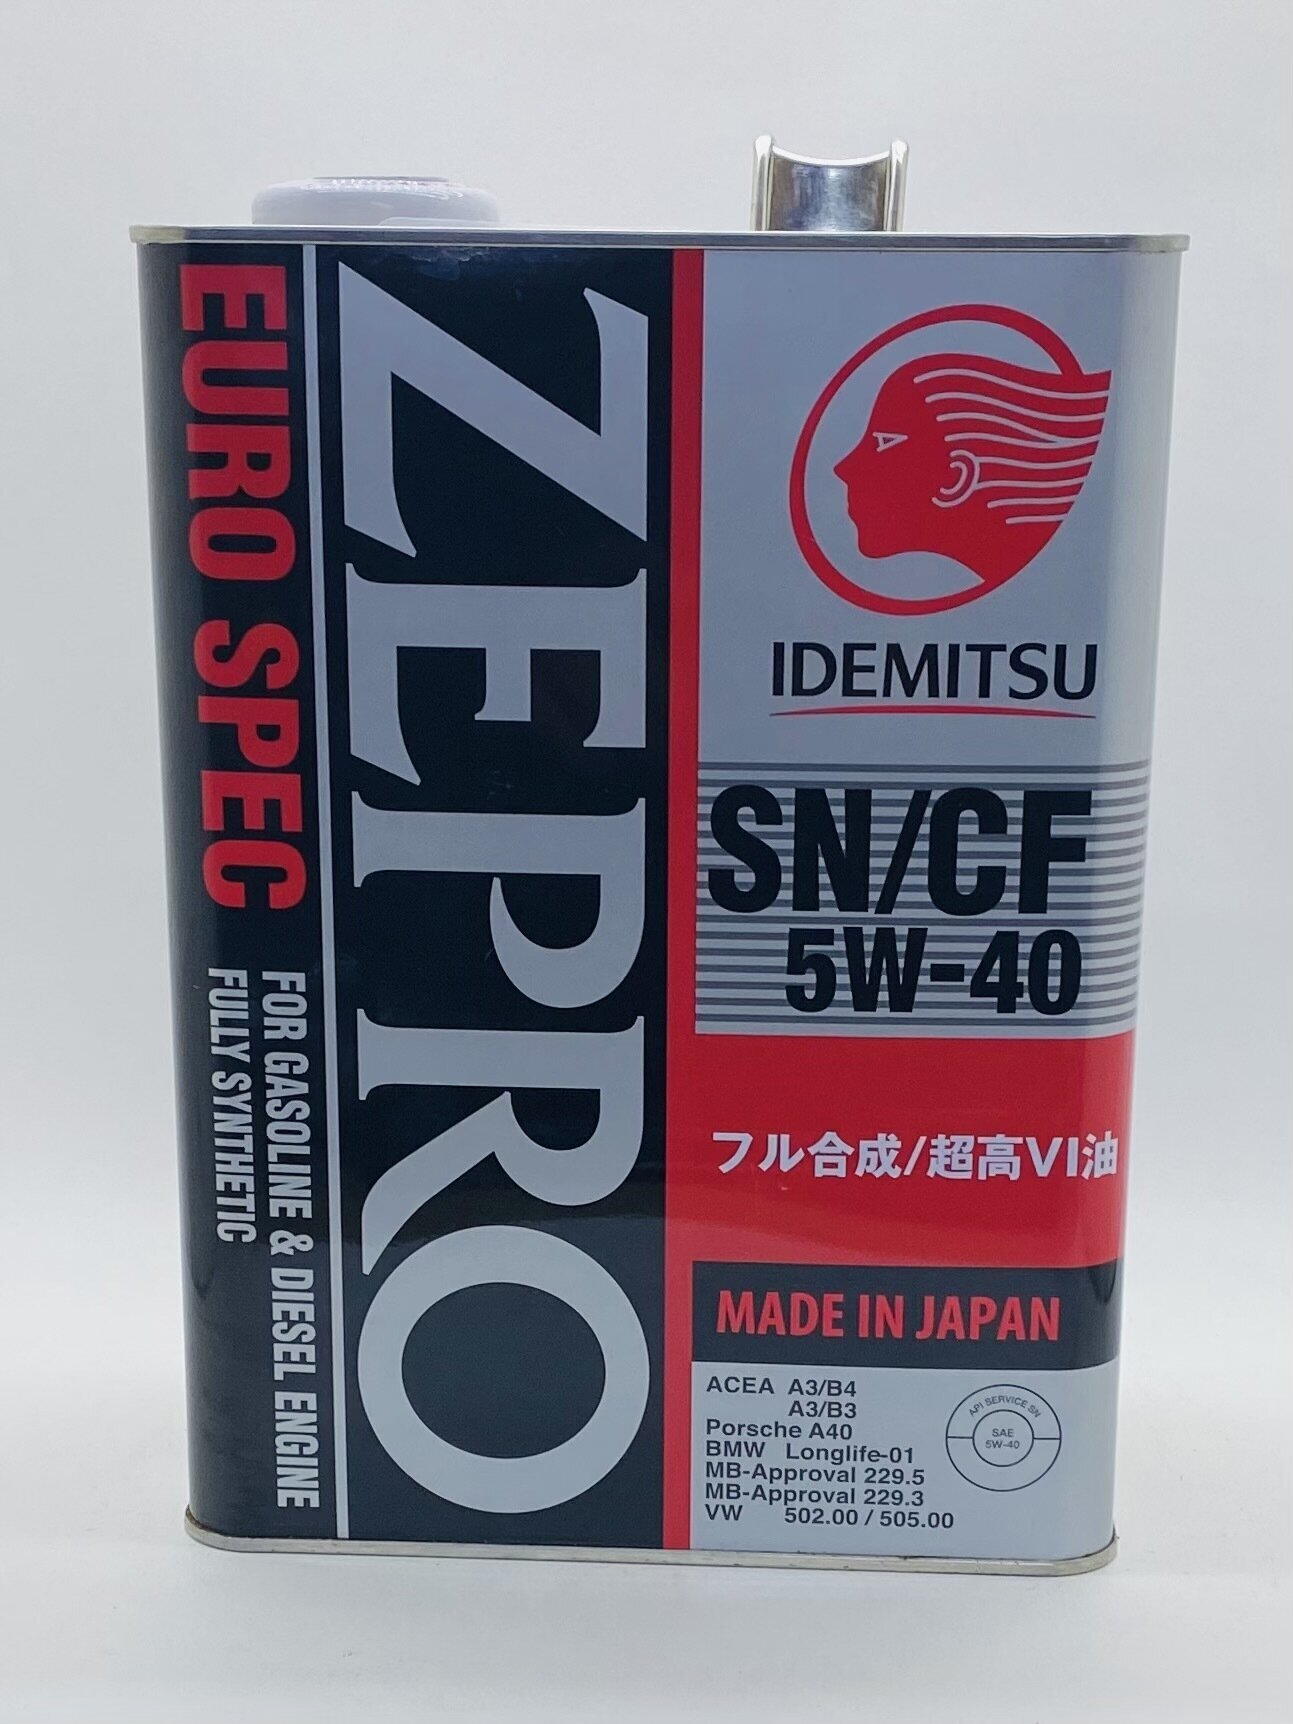 EURO SPEC
FOR GASOLINE & DIESEL ENGINE
FULLY SYNTHETIC
ZEPRO
IDEMITSU
SN/CF
5W-40
フル合成/超高VI油
MADE IN JAPAN
ACEA A3/B4
A3/B3
Porsche A40
BMW Longlife-01
MB-Approval 229.5
MB-Approval 229.3
VW 502.00 / 505.00
API SERVICE SN
SAE
5W-40